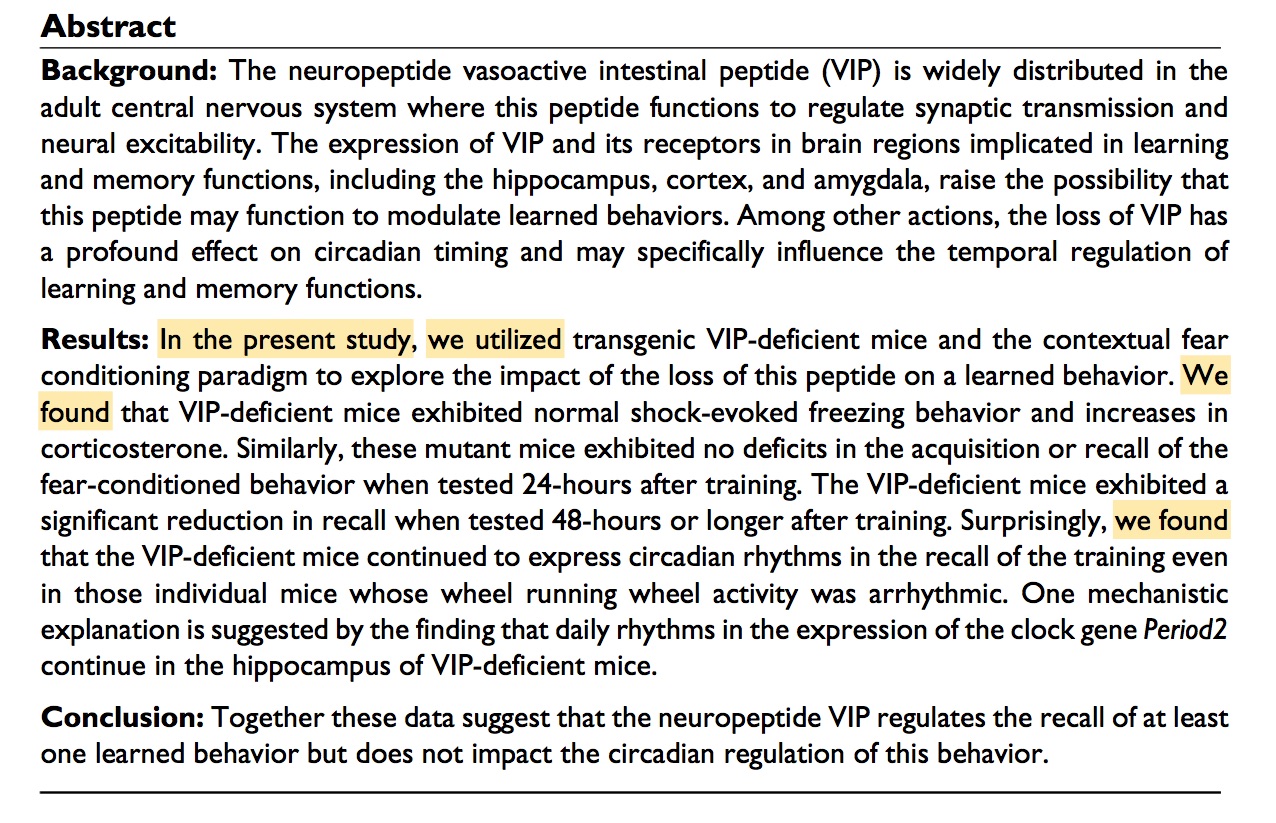 Abstract
Background: The neuropeptide vasoactive intestinal peptide (VIP) is widely distributed in the
adult central nervous system where this peptide functions to regulate synaptic transmission and
neural excitability. The expression of VIP and its receptors in brain regions implicated in learning
and memory functions, including the hippocampus, cortex, and amygdala, raise the possibility that
this peptide may function to modulate learned behaviors. Among other actions, the loss of VIP has
a profound effect on circadian timing and may specifically influence the temporal regulation of
learning and memory functions.
Results: In the present study, we utilized transgenic VIP-deficient mice and the contextual fear
conditioning paradigm to explore the impact of the loss of this peptide on a learned behavior. We
found that VIP-deficient mice exhibited normal shock-evoked freezing behavior and increases in
corticosterone. Similarly, these mutant mice exhibited no deficits in the acquisition or recall of the
fear-conditioned behavior when tested 24-hours after training. The VIP-deficient mice exhibited a
significant reduction in recall when tested 48-hours or longer after training. Surprisingly, we found
that the VIP-deficient mice continued to express circadian rhythms in the recall of the training even
in those individual mice whose wheel running wheel activity was arrhythmic. One mechanistic
explanation is suggested by the finding that daily rhythms in the expression of the clock gene Period2
continue in the hippocampus of VIP-deficient mice.
Conclusion: Together these data suggest that the neuropeptide VIP regulates the recall of at least
one learned behavior but does not impact the circadian regulation of this behavior.